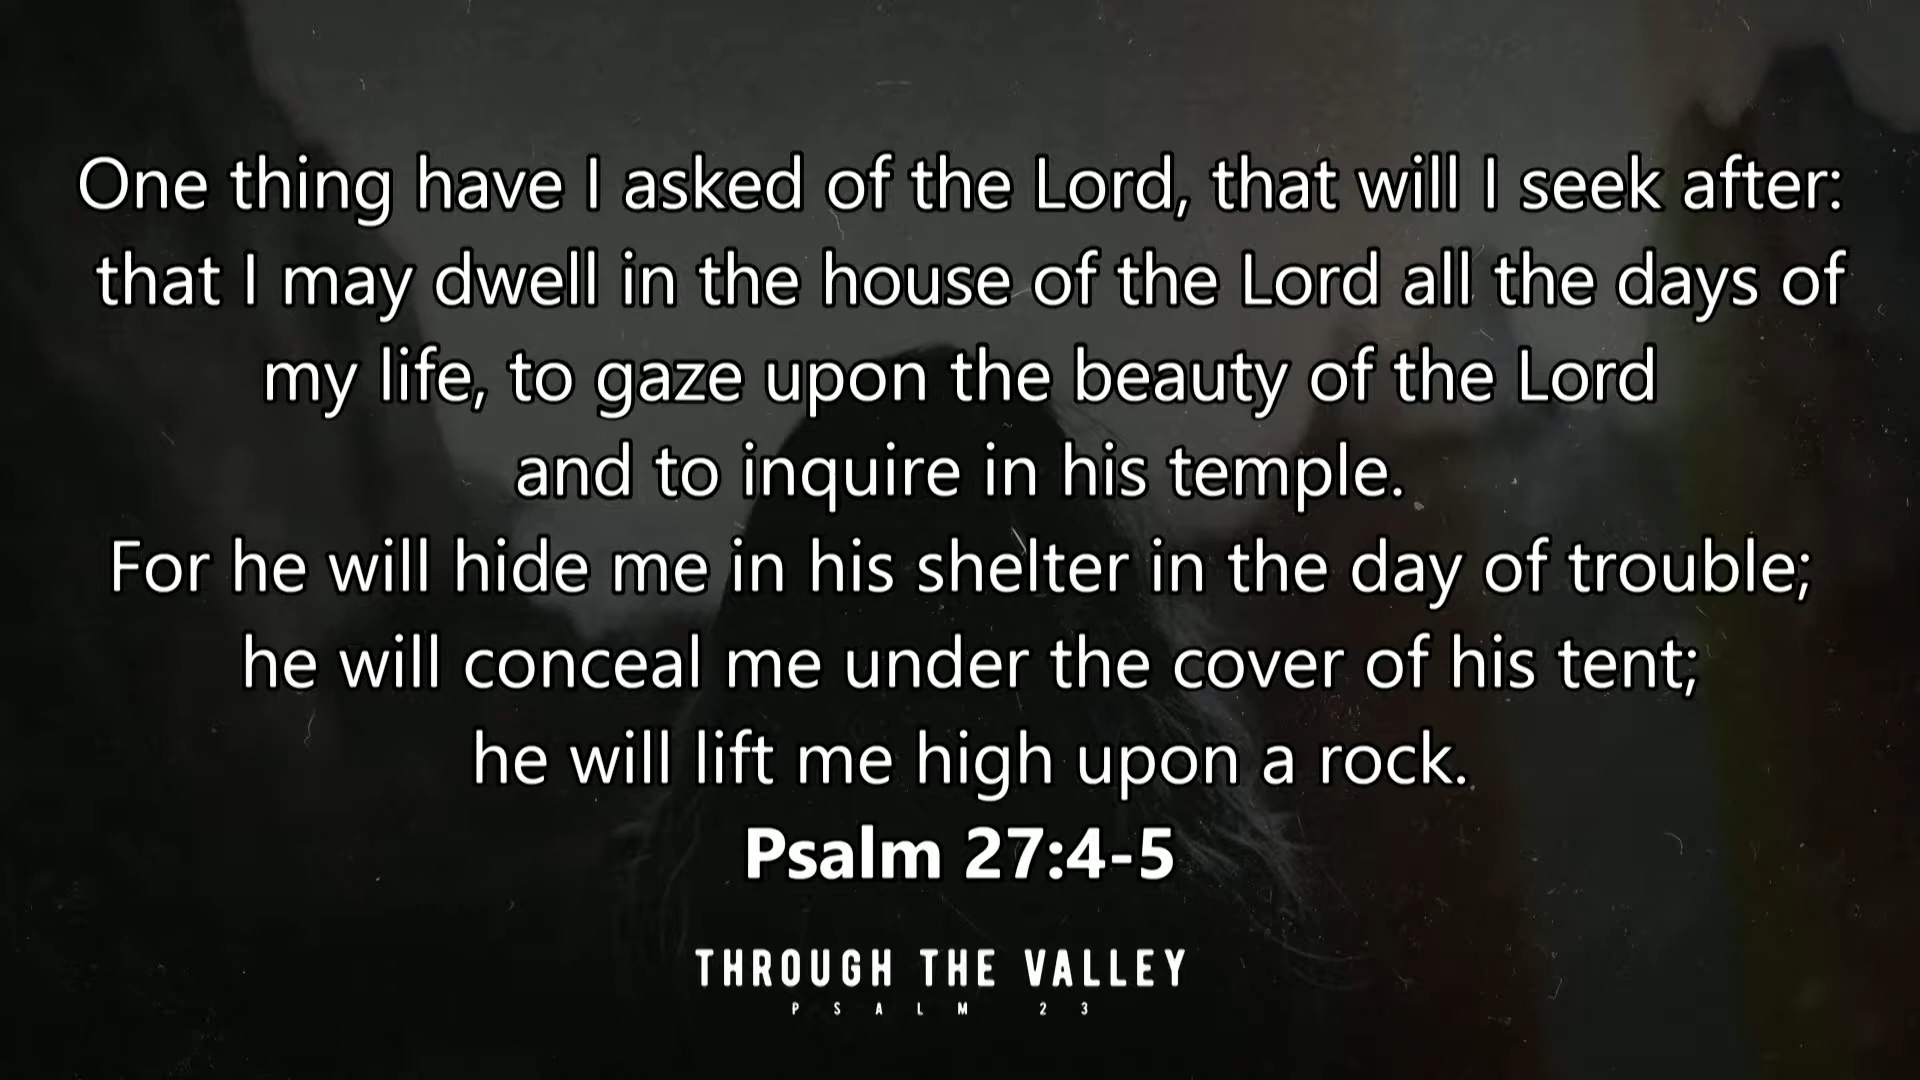 One thing have I asked of the Lord, that will I seek after:
that I may dwell in the house of the Lord all the days of
my life, to gaze upon the beauty of the Lord
and to inquire in his temple.
For he will hide me in his shelter in the day of trouble;
he will conceal me under the cover of his tent;
he will lift me high upon a rock.
Psalm 27:4-5
THROUGH THE VALLEY
PSALM 23